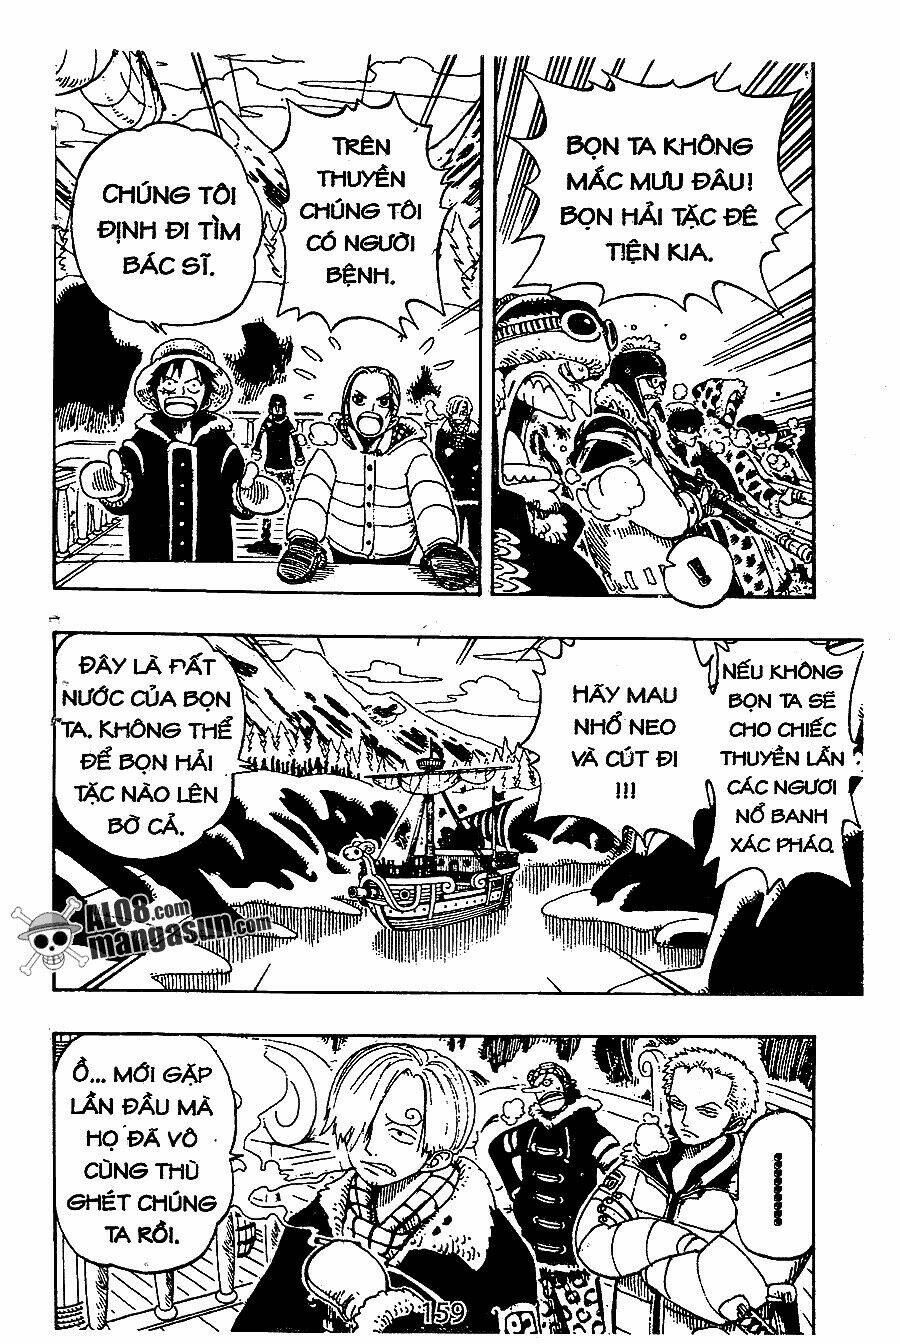 CHÚNG TÔI
ĐỊNH ĐI TÌM
BÁC SĨ.
TRÊN
THUYỀN
CHÚNG TÔI
CÓ NGƯỜI
BỆNH.
BỌN TA KHÔNG
MẮC MƯU ĐÂU!
BỌN HẢI TẶC ĐÊ
TIỆN KIA.
!!
ĐÂY LÀ ĐẤT
NƯỚC CỦA BỌN
TA. KHÔNG THỂ
ĐỂ BỌN HẢI
TẶC NÀO LÊN
BỜ CẢ.
HÃY MAU
NHỔ NEO
VÀ CÚT ĐI
!!!
NẾU KHÔNG
BỌN TA SẼ
CHO CHIẾC
THUYỀN LẪN
CÁC NGƯƠI
NỔ BANH
XÁC PHÁO.
ALO8.com
mangasun.com
Ồ... MỚI GẶP
LẦN ĐẦU MÀ
HỌ ĐÃ VÔ
CÙNG THÙ
GHÉT CHÚNG
TA RỒI.
.........
159